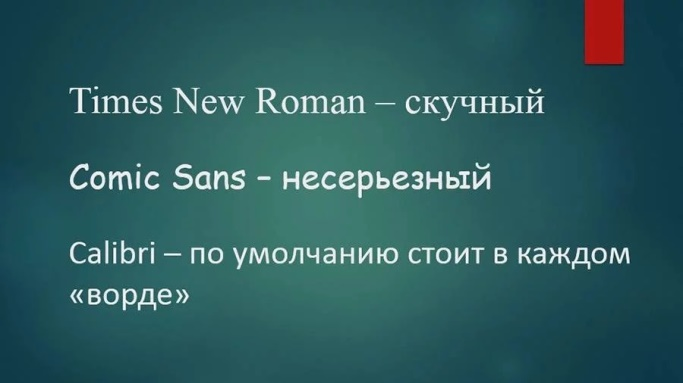 Times New Roman – скучный
Comic Sans – несерьезный
Calibri – по умолчанию стоит в каждом
«ворде»